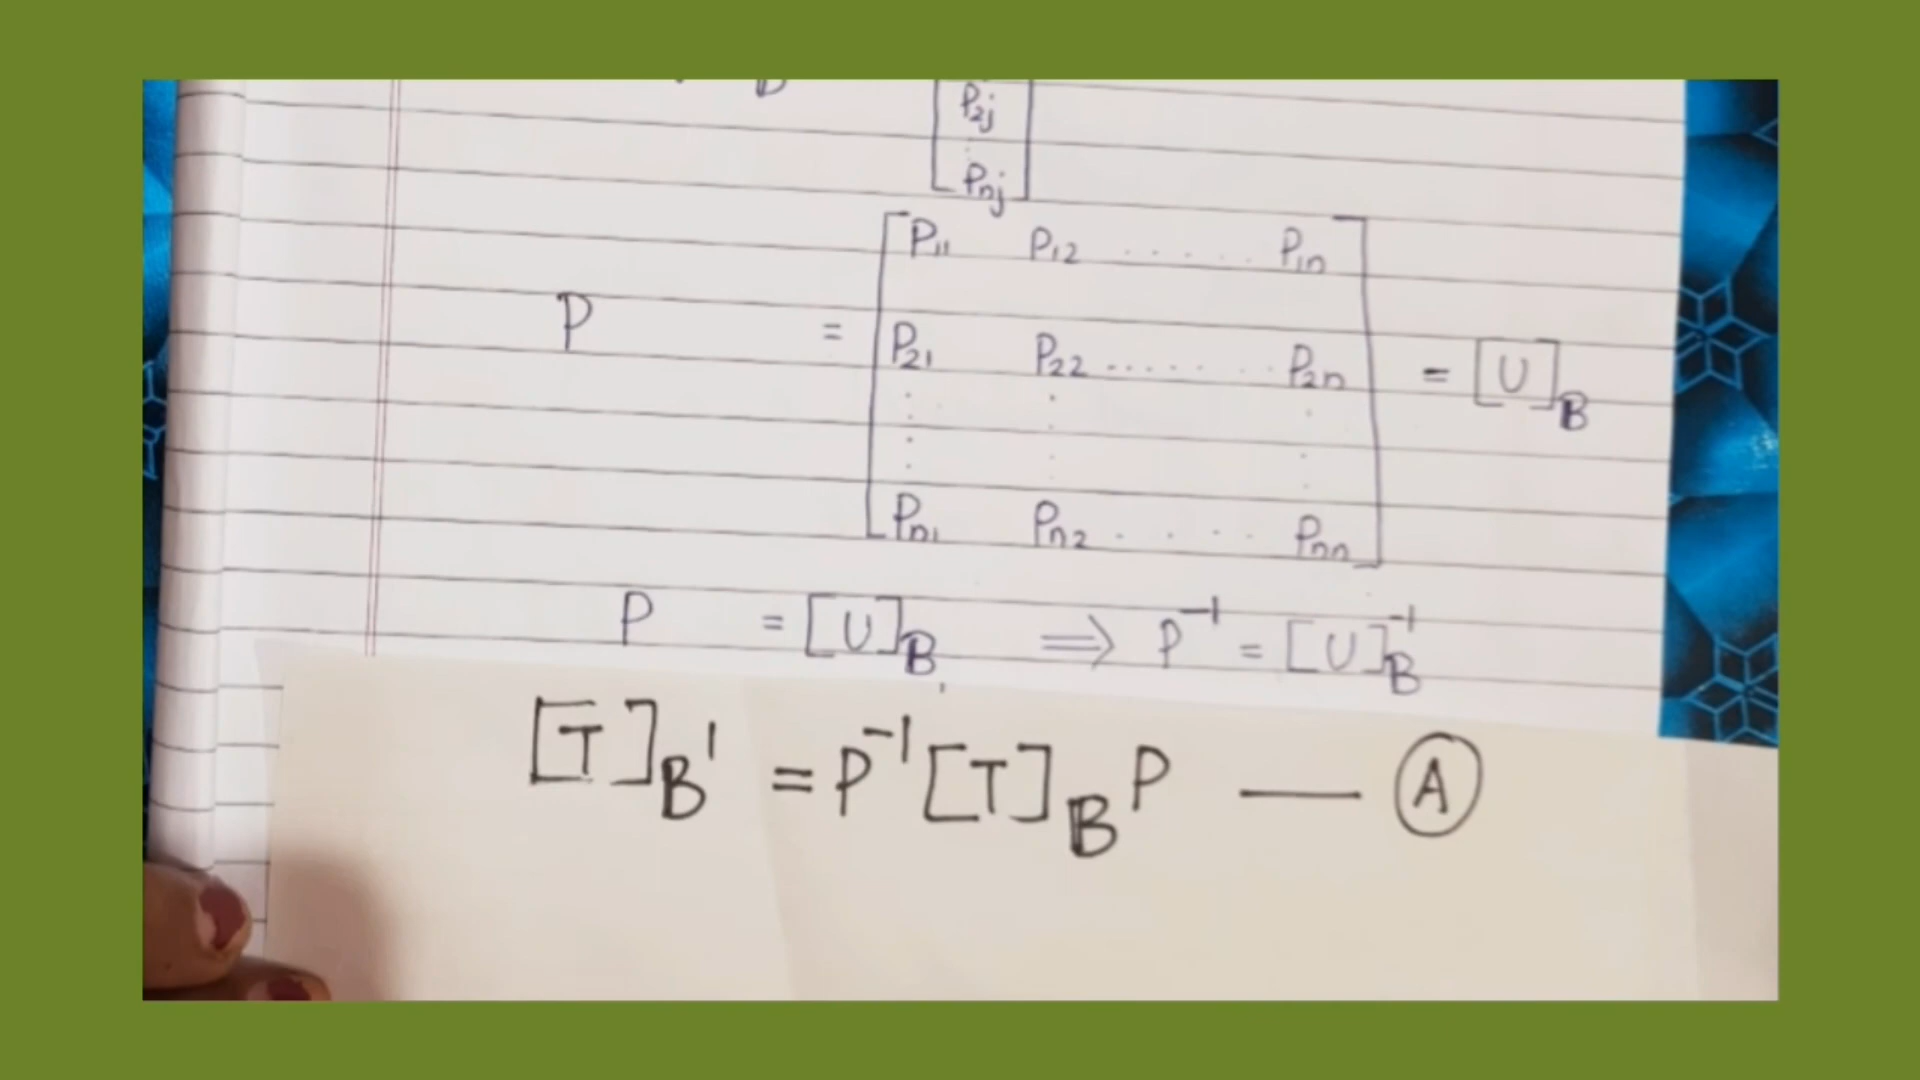 B
P2j
Pnj
P11 P12 ...... P1n
P = P21 P22 ........ P2n = [U]B
Pn1 Pn2 ..... Pnn
P = [U]B, ⟹ P⁻¹ = [U]B⁻¹
[T]B' = P⁻¹[T]B P — Ⓐ